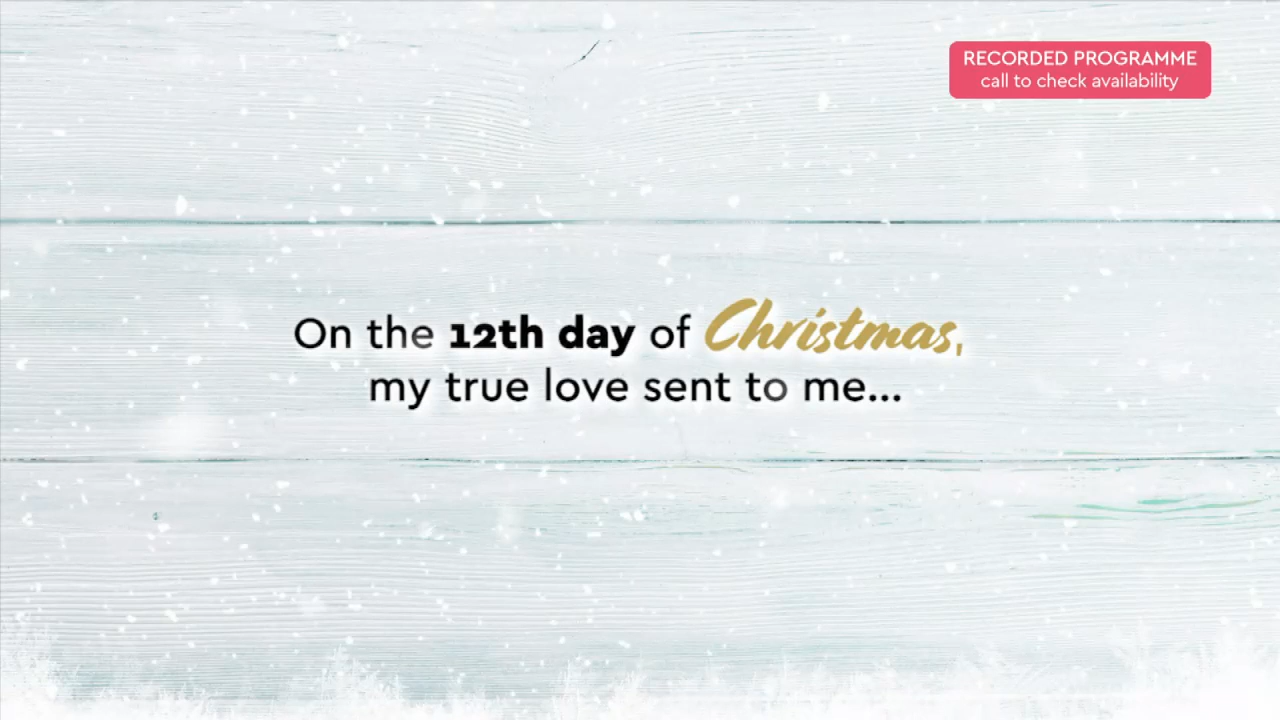 RECORDED PROGRAMME
call to check availability
On the 12th day of Christmas,
my true love sent to me...